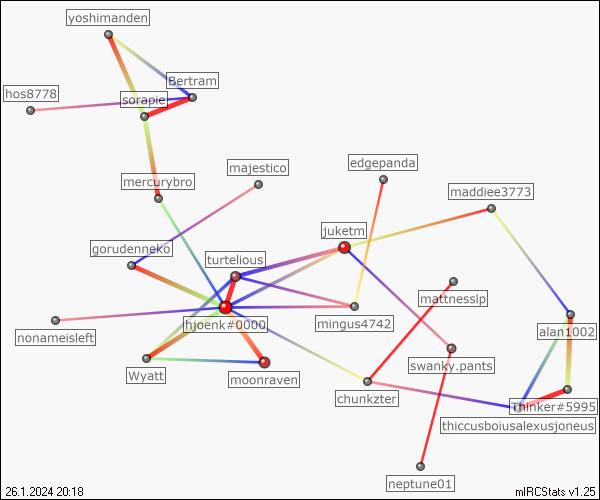 yoshimanden
Bertram
hos8778
sorapie
edgepanda
majestico
mercurybro
maddiee3773
juketm
gorudenneko
turtelious
mattnesslp
hjoenk#0000
mingus4742
nonameisleft
alan1002
swanky.pants
Wyatt
moonraven
chunkzter
Thinker#5995
thiccusboiusalexusjoneus
neptune01
26.1.2024 20:18
mIRCStats v1.25